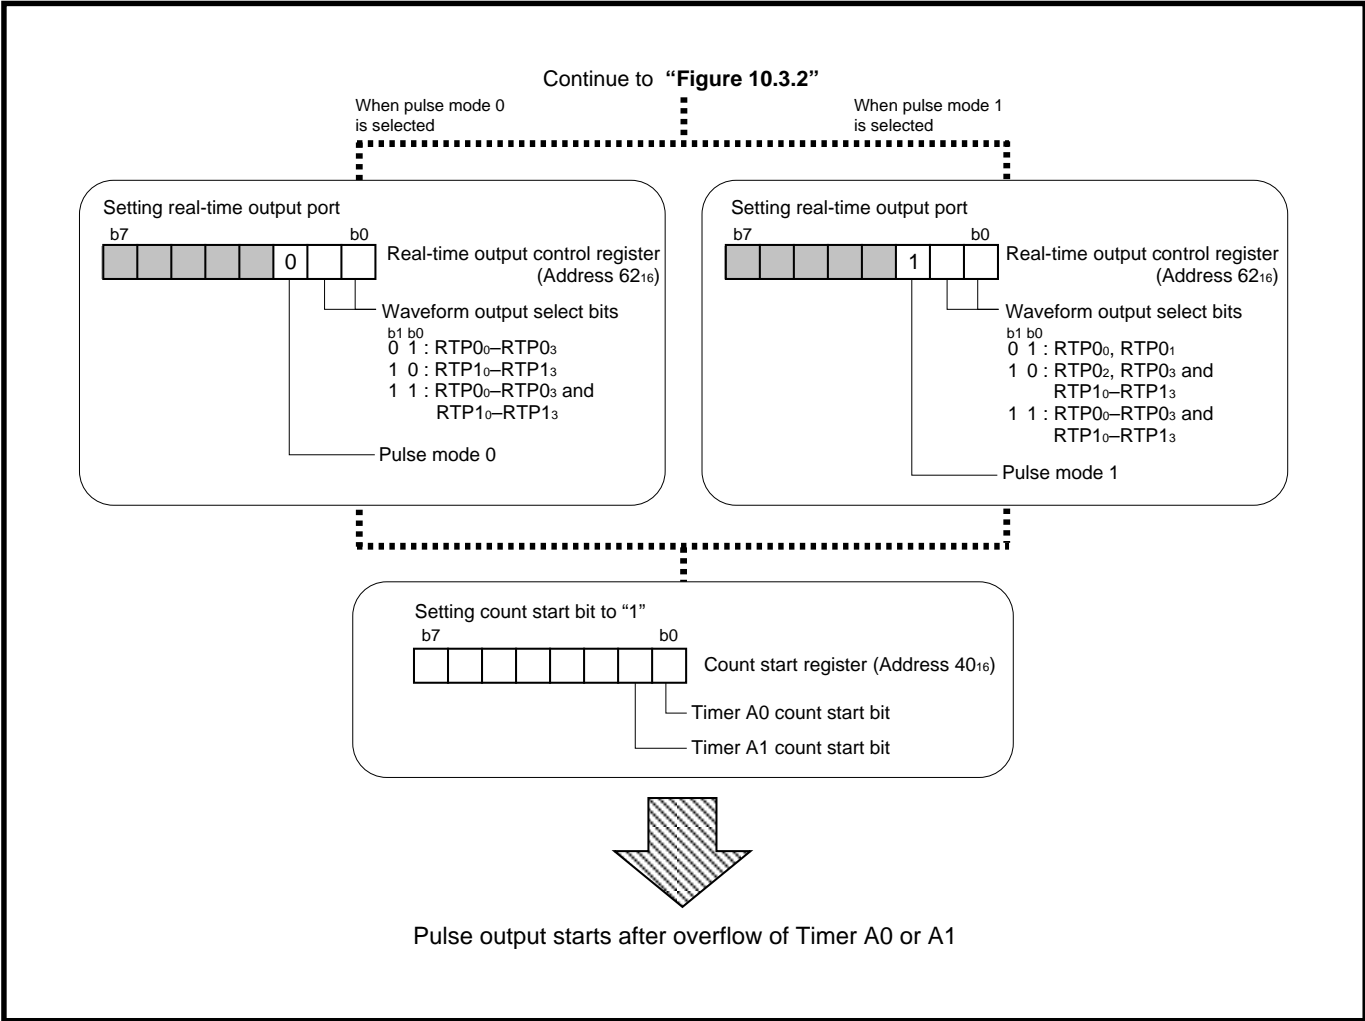 Continue to “Figure 10.3.2”
When pulse mode 0
is selected
When pulse mode 1
is selected
Setting real-time output port
b7 b0
0
Real-time output control register
(Address 62₁₆)
Waveform output select bits
b1 b0
0 1 : RTP0₀–RTP0₃
1 0 : RTP1₀–RTP1₃
1 1 : RTP0₀–RTP0₃ and
RTP1₀–RTP1₃
Pulse mode 0
Setting real-time output port
b7 b0
1
Real-time output control register
(Address 62₁₆)
Waveform output select bits
b1 b0
0 1 : RTP0₀, RTP0₁
1 0 : RTP0₂, RTP0₃ and
RTP1₀–RTP1₃
1 1 : RTP0₀–RTP0₃ and
RTP1₀–RTP1₃
Pulse mode 1
Setting count start bit to “1”
b7 b0
Count start register (Address 40₁₆)
Timer A0 count start bit
Timer A1 count start bit
Pulse output starts after overflow of Timer A0 or A1